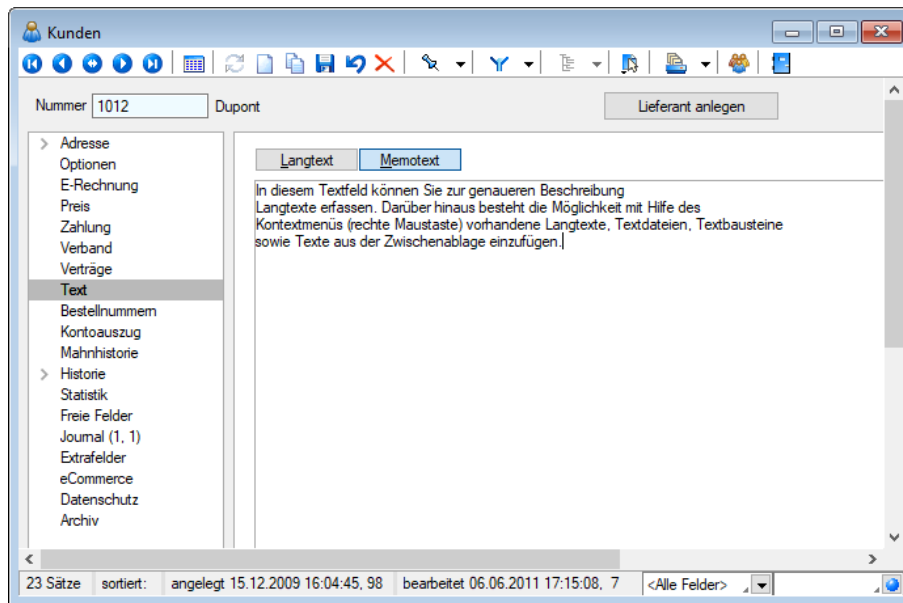 Kunden
Nummer 1012 Dupont Lieferant anlegen
Adresse
Optionen
E-Rechnung
Preis
Zahlung
Verband
Verträge
Text
Bestellnummern
Kontoauszug
Mahnhistorie
Historie
Statistik
Freie Felder
Journal (1, 1)
Extrafelder
eCommerce
Datenschutz
Archiv
Langtext Memotext
In diesem Textfeld können Sie zur genaueren Beschreibung
Langtexte erfassen. Darüber hinaus besteht die Möglichkeit mit Hilfe des
Kontextmenüs (rechte Maustaste) vorhandene Langtexte, Textdateien, Textbausteine
sowie Texte aus der Zwischenablage einzufügen.
23 Sätze sortiert: angelegt 15.12.2009 16:04:45, 98 bearbeitet 06.06.2011 17:15:08, 7 <Alle Felder>